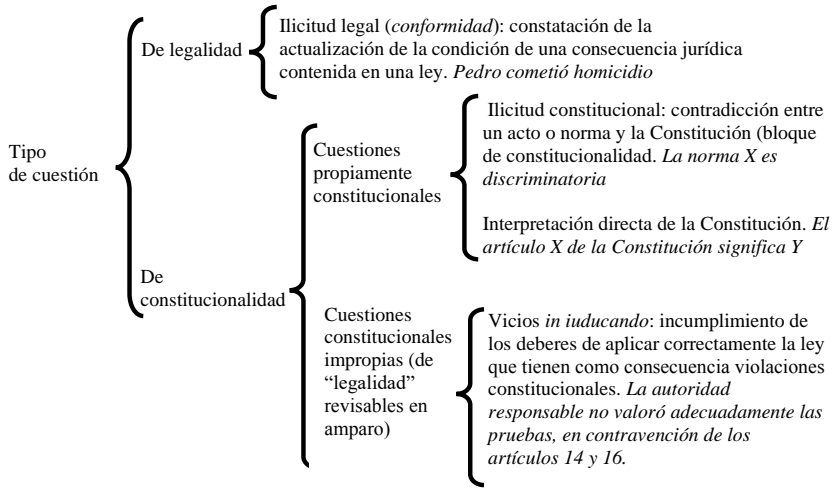 Tipo
de cuestión
De legalidad
Ilicitud legal (conformidad): constatación de la
actualización de la condición de una consecuencia jurídica
contenida en una ley. Pedro cometió homicidio
De
constitucionalidad
Cuestiones
propiamente
constitucionales
Ilicitud constitucional: contradicción entre
un acto o norma y la Constitución (bloque
de constitucionalidad. La norma X es
discriminatoria
Interpretación directa de la Constitución. El
artículo X de la Constitución significa Y
Cuestiones
constitucionales
impropias (de
“legalidad”
revisables en
amparo)
Vicios in iuducando: incumplimiento de
los deberes de aplicar correctamente la ley
que tienen como consecuencia violaciones
constitucionales. La autoridad
responsable no valoró adecuadamente las
pruebas, en contravención de los
artículos 14 y 16.